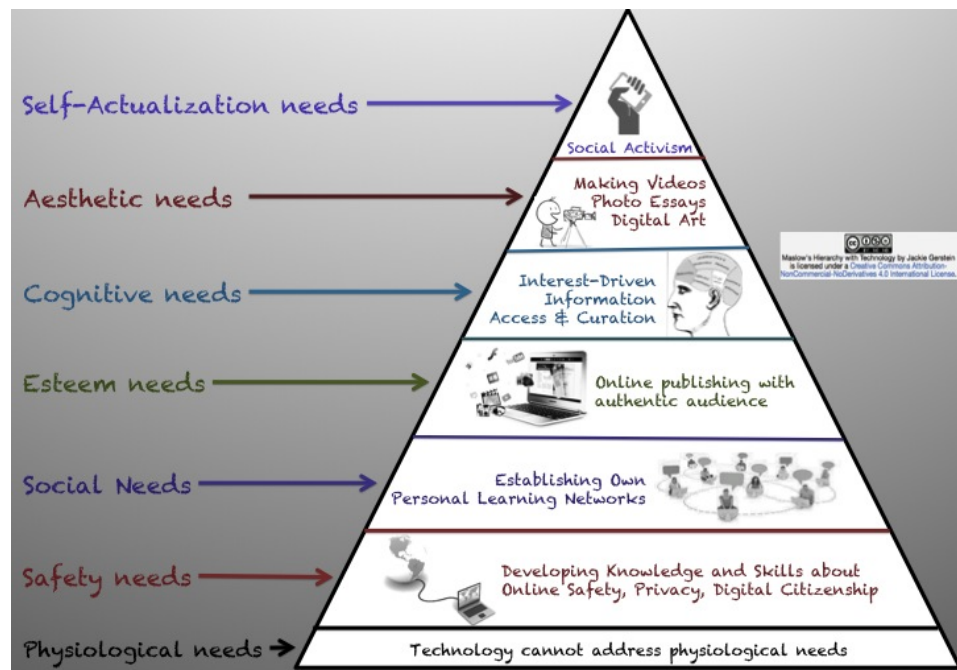 Self-Actualization needs
Social Activism
Aesthetic needs
Making Videos
Photo Essays
Digital Art
Maslow's Hierarchy with Technology by Jackie Gerstein
is licensed under a Creative Commons Attribution-
NonCommercial-NoDerivatives 4.0 International License.
Cognitive needs
Interest-Driven
Information
Access & Curation
Esteem needs
Online publishing with
authentic audience
Social Needs
Establishing Own
Personal Learning Networks
Safety needs
Developing Knowledge and Skills about
Online Safety, Privacy, Digital Citizenship
Physiological needs
Technology cannot address physiological needs